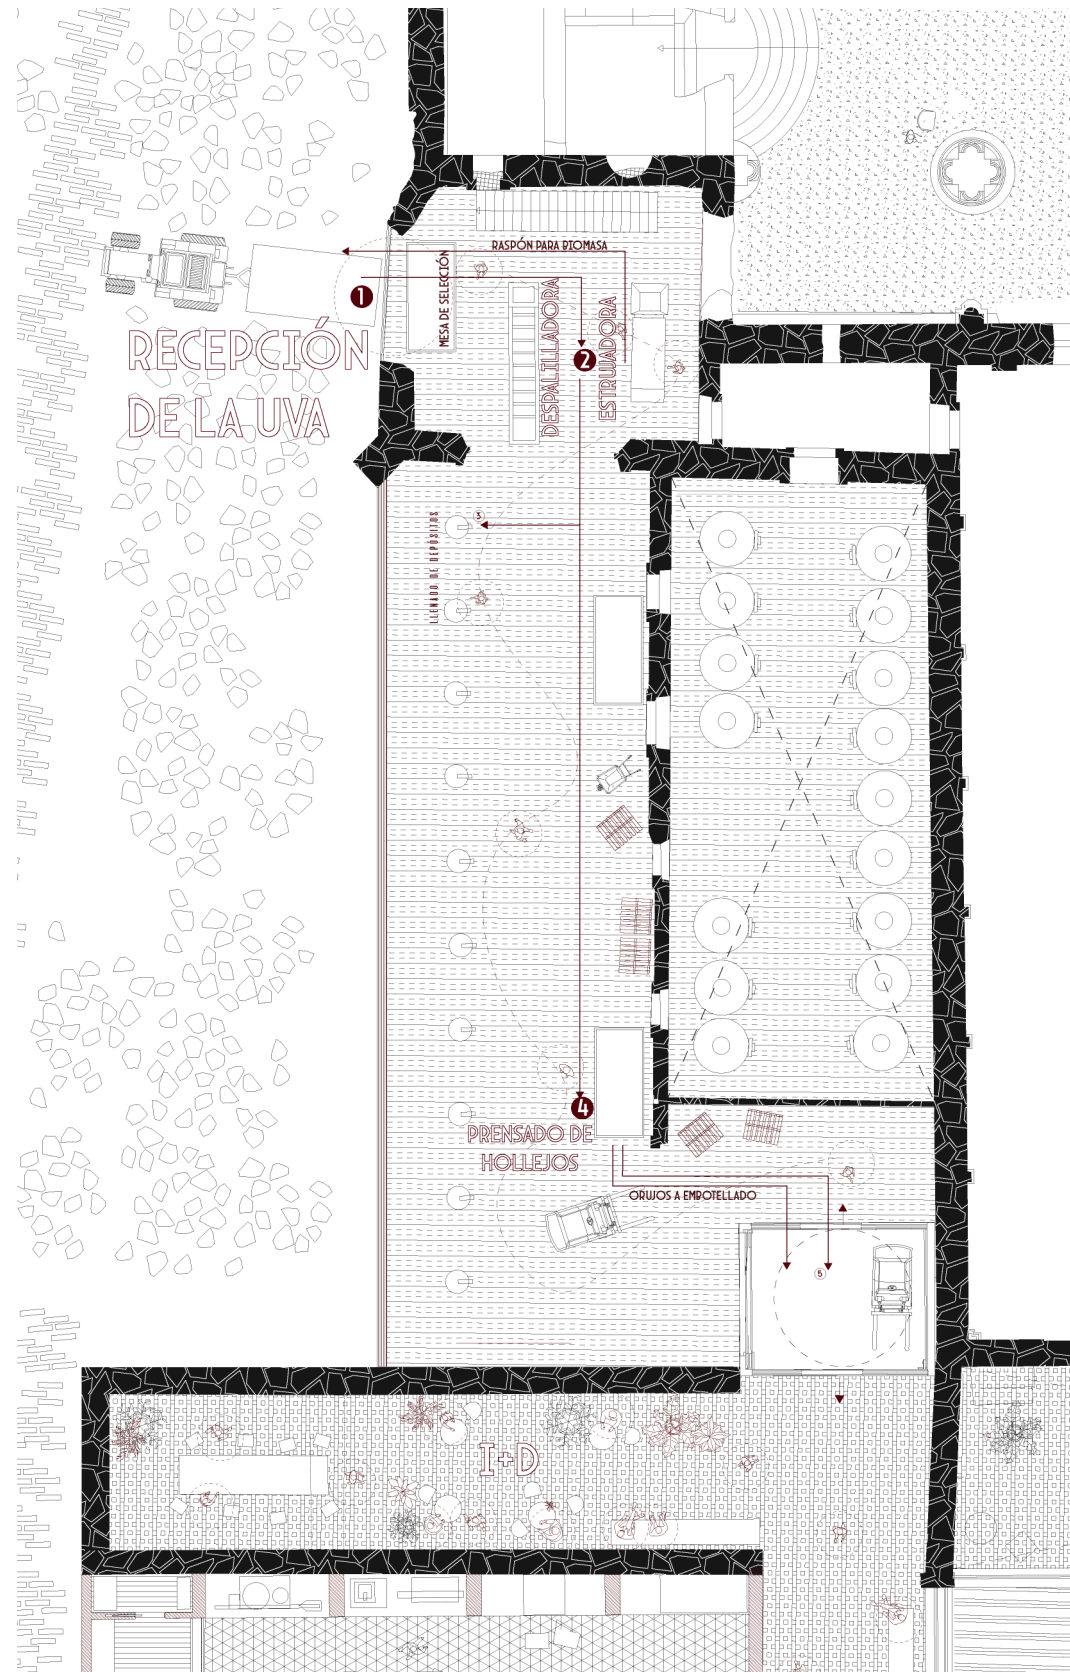 RASPÓN PARA BIOMASA
MESA DE SELECCIÓN
1
RECEPCIÓN
DE LA UVA
DESPALILLADORA
2
ESTRUJADORA
3
LLENADO DE DEPÓSITOS
4
PRENSADO DE
HOLLEJOS
ORUJOS A EMBOTELLADO
5
I+D